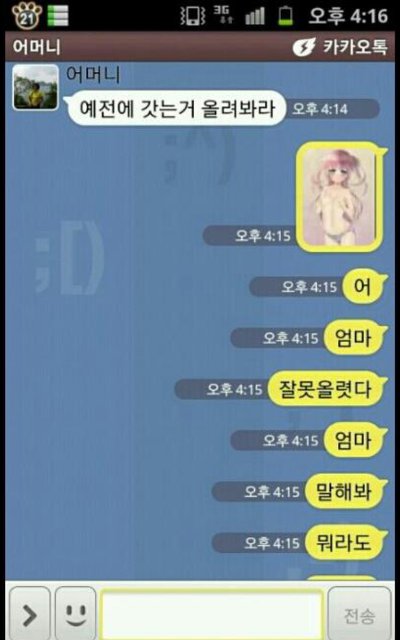 21
3G
오후 4:16
어머니
카카오톡
어머니
예전에 갓는거 올려봐라
오후 4:14
;^)
;D)
오후 4:15
오후 4:15 어
오후 4:15 엄마
오후 4:15 잘못올렷다
오후 4:15 엄마
오후 4:15 말해봐
오후 4:15 뭐라도
전송